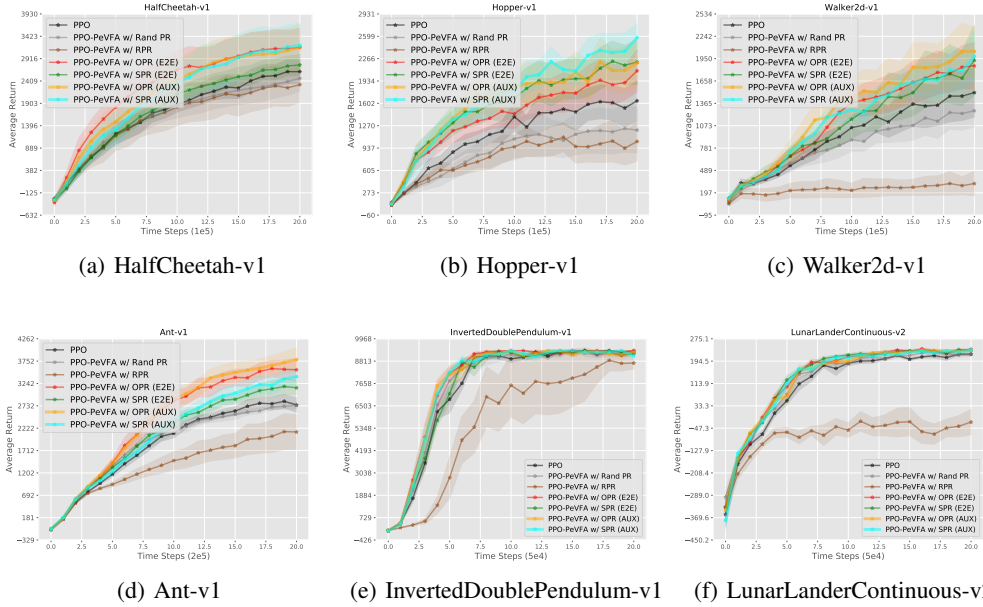 HalfCheetah-v1
3930
3423
2916
2409
1903
1396
889
382
−125
−632
Average Return
PPO
PPO-PeVFA w/ Rand PR
PPO-PeVFA w/ RPR
PPO-PeVFA w/ OPR (E2E)
PPO-PeVFA w/ SPR (E2E)
PPO-PeVFA w/ OPR (AUX)
PPO-PeVFA w/ SPR (AUX)
0.0 2.5 5.0 7.5 10.0 12.5 15.0 17.5 20.0
Time Steps (1e5)
(a) HalfCheetah-v1
Hopper-v1
2931
2599
2266
1934
1602
1270
937
605
273
−60
Average Return
PPO
PPO-PeVFA w/ Rand PR
PPO-PeVFA w/ RPR
PPO-PeVFA w/ OPR (E2E)
PPO-PeVFA w/ SPR (E2E)
PPO-PeVFA w/ OPR (AUX)
PPO-PeVFA w/ SPR (AUX)
0.0 2.5 5.0 7.5 10.0 12.5 15.0 17.5 20.0
Time Steps (1e5)
(b) Hopper-v1
Walker2d-v1
2534
2242
1950
1658
1365
1073
781
489
197
−95
Average Return
PPO
PPO-PeVFA w/ Rand PR
PPO-PeVFA w/ RPR
PPO-PeVFA w/ OPR (E2E)
PPO-PeVFA w/ SPR (E2E)
PPO-PeVFA w/ OPR (AUX)
PPO-PeVFA w/ SPR (AUX)
0.0 2.5 5.0 7.5 10.0 12.5 15.0 17.5 20.0
Time Steps (1e5)
(c) Walker2d-v1
Ant-v1
4262
3752
3242
2732
2222
1712
1202
692
181
−329
Average Return
PPO
PPO-PeVFA w/ Rand PR
PPO-PeVFA w/ RPR
PPO-PeVFA w/ OPR (E2E)
PPO-PeVFA w/ SPR (E2E)
PPO-PeVFA w/ OPR (AUX)
PPO-PeVFA w/ SPR (AUX)
0.0 2.5 5.0 7.5 10.0 12.5 15.0 17.5 20.0
Time Steps (2e5)
(d) Ant-v1
InvertedDoublePendulum-v1
9968
8813
7658
6503
5348
4193
3038
1884
729
−426
Average Return
PPO
PPO-PeVFA w/ Rand PR
PPO-PeVFA w/ RPR
PPO-PeVFA w/ OPR (E2E)
PPO-PeVFA w/ SPR (E2E)
PPO-PeVFA w/ OPR (AUX)
PPO-PeVFA w/ SPR (AUX)
0.0 2.5 5.0 7.5 10.0 12.5 15.0 17.5 20.0
Time Steps (5e4)
(e) InvertedDoublePendulum-v1
LunarLanderContinuous-v2
275.1
194.5
113.9
33.3
−47.3
−127.9
−208.4
−289.0
−369.6
−450.2
Average Return
PPO
PPO-PeVFA w/ Rand PR
PPO-PeVFA w/ RPR
PPO-PeVFA w/ OPR (E2E)
PPO-PeVFA w/ SPR (E2E)
PPO-PeVFA w/ OPR (AUX)
PPO-PeVFA w/ SPR (AUX)
0.0 2.5 5.0 7.5 10.0 12.5 15.0 17.5 20.0
Time Steps (5e4)
(f) LunarLanderContinuous-v2